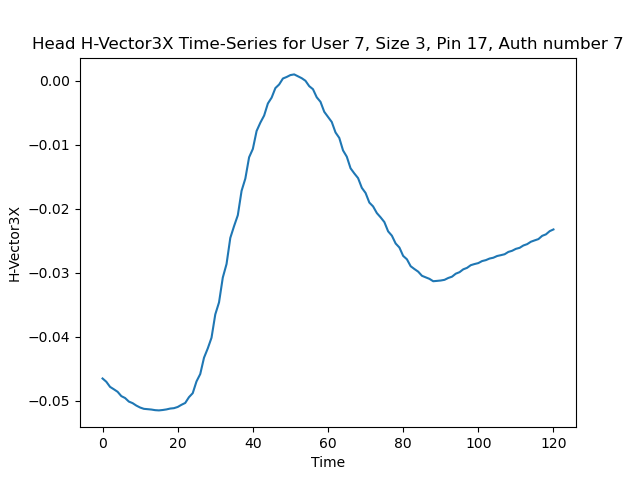 Head H-Vector3X Time-Series for User 7, Size 3, Pin 17, Auth number 7
0.00
−0.01
−0.02
−0.03
−0.04
−0.05
H-Vector3X
0 20 40 60 80 100 120
Time